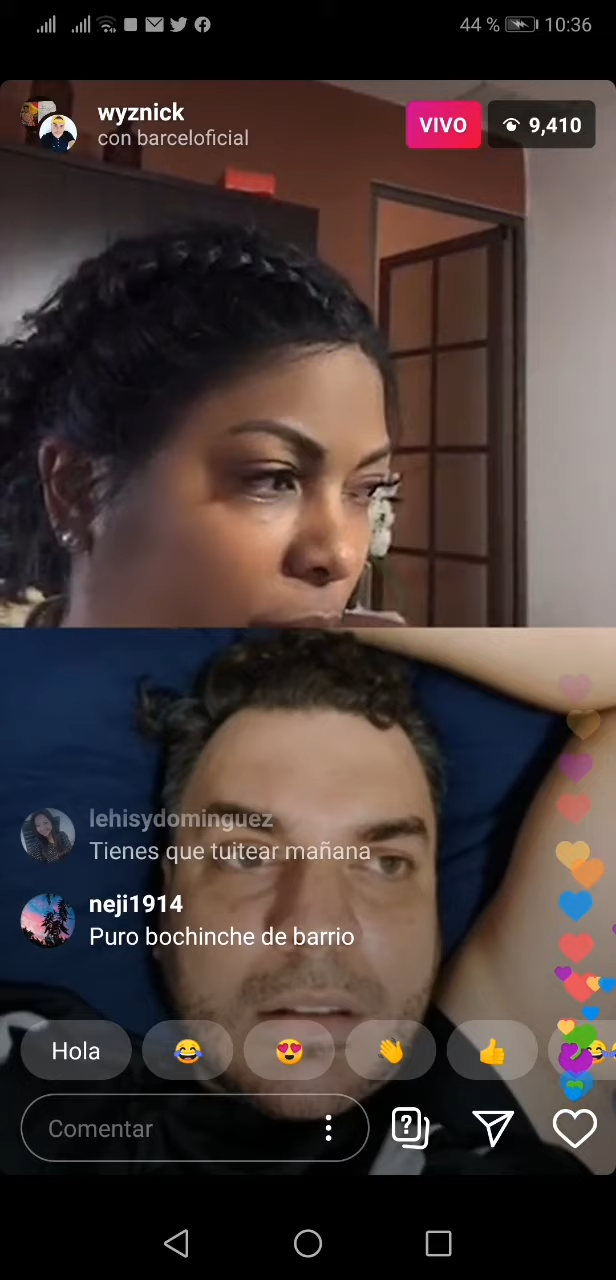 44 % 10:36
wyznick
con barceloficial
VIVO
9,410
lehisydominguez
Tienes que tuitear mañana
neji1914
Puro bochinche de barrio
Hola
Comentar